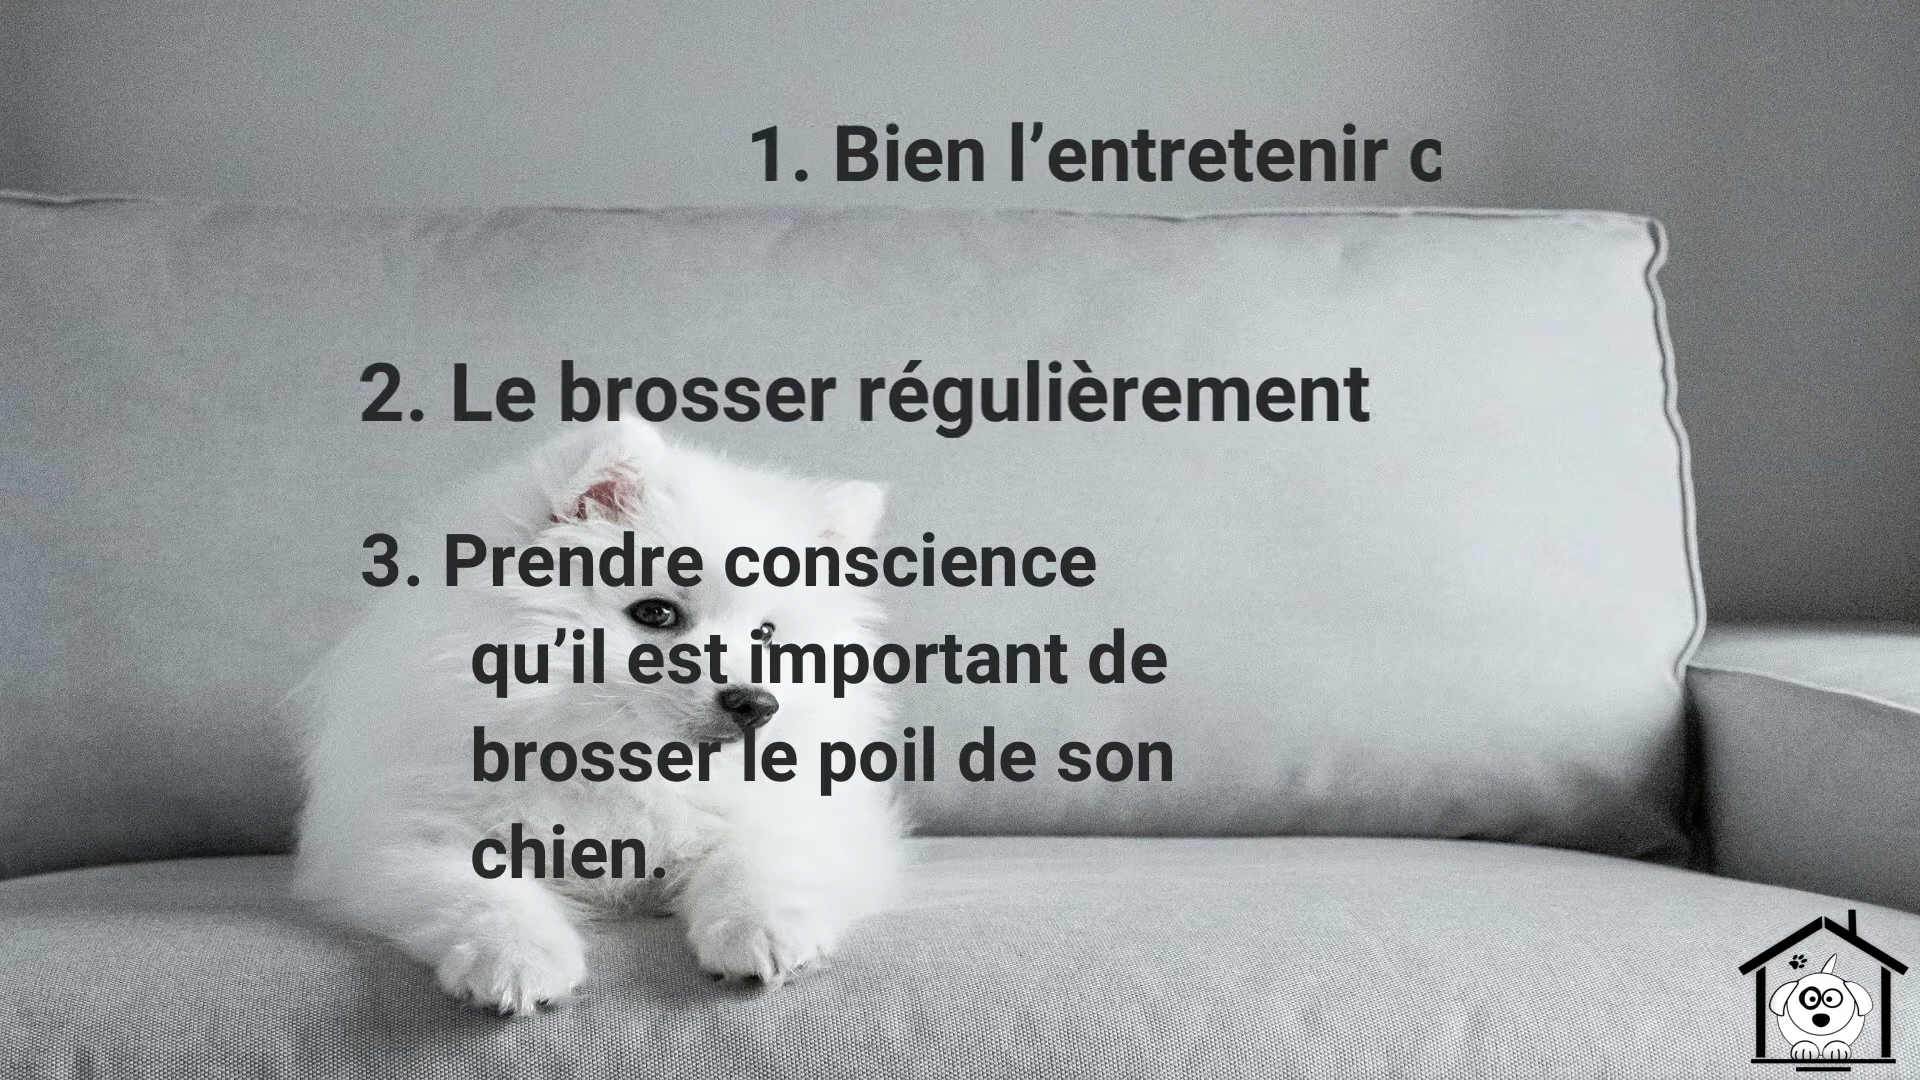 1. Bien l’entretenir c
2. Le brosser régulièrement
3. Prendre conscience
qu’il est important de
brosser le poil de son
chien.